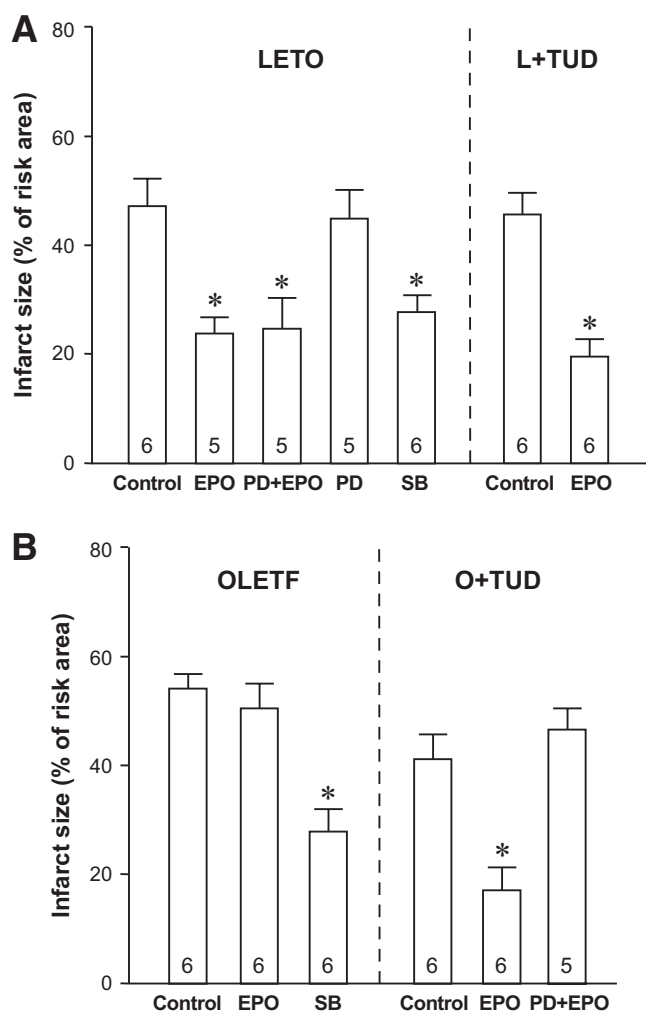 A
LETO
L+TUD
Infarct size (% of risk area)
80
60
40
20
0
* * * *
6 5 5 5 6 6 6
Control EPO PD+EPO PD SB Control EPO
B
OLETF
O+TUD
Infarct size (% of risk area)
80
60
40
20
0
* *
6 6 6 6 6 5
Control EPO SB Control EPO PD+EPO